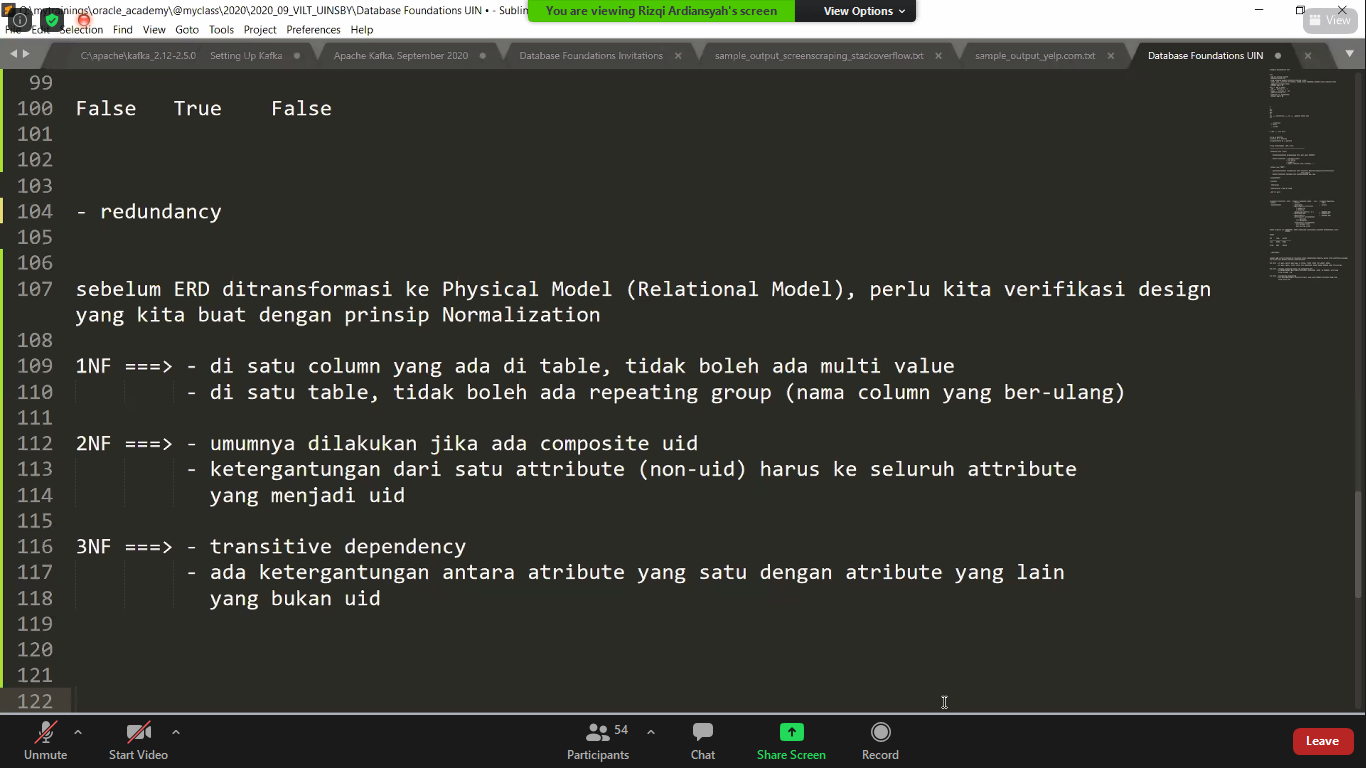 \mytrainings\oracle_academy\@myclass\2020\2020_09_VILT_UINSBY\Database Foundations UIN • - Sublim
You are viewing Rizqi Ardiansyah's screen
View Options
View
File Edit Selection Find View Goto Tools Project Preferences Help
C:\apache\kafka_2.12-2.5.0 Setting Up Kafka
Apache Kafka, September 2020
Database Foundations Invitations
sample_output_screenscraping_stackoverflow.txt
sample_output_yelp.com.txt
Database Foundations UIN
99
100 False True False
101
102
103
104 - redundancy
105
106
107 sebelum ERD ditransformasi ke Physical Model (Relational Model), perlu kita verifikasi design
yang kita buat dengan prinsip Normalization
108
109 1NF ===> - di satu column yang ada di table, tidak boleh ada multi value
110 - di satu table, tidak boleh ada repeating group (nama column yang ber-ulang)
111
112 2NF ===> - umumnya dilakukan jika ada composite uid
113 - ketergantungan dari satu attribute (non-uid) harus ke seluruh attribute
114 yang menjadi uid
115
116 3NF ===> - transitive dependency
117 - ada ketergantungan antara atribute yang satu dengan atribute yang lain
118 yang bukan uid
119
120
121
122
Unmute
Start Video
54
Participants
Chat
Share Screen
Record
Leave